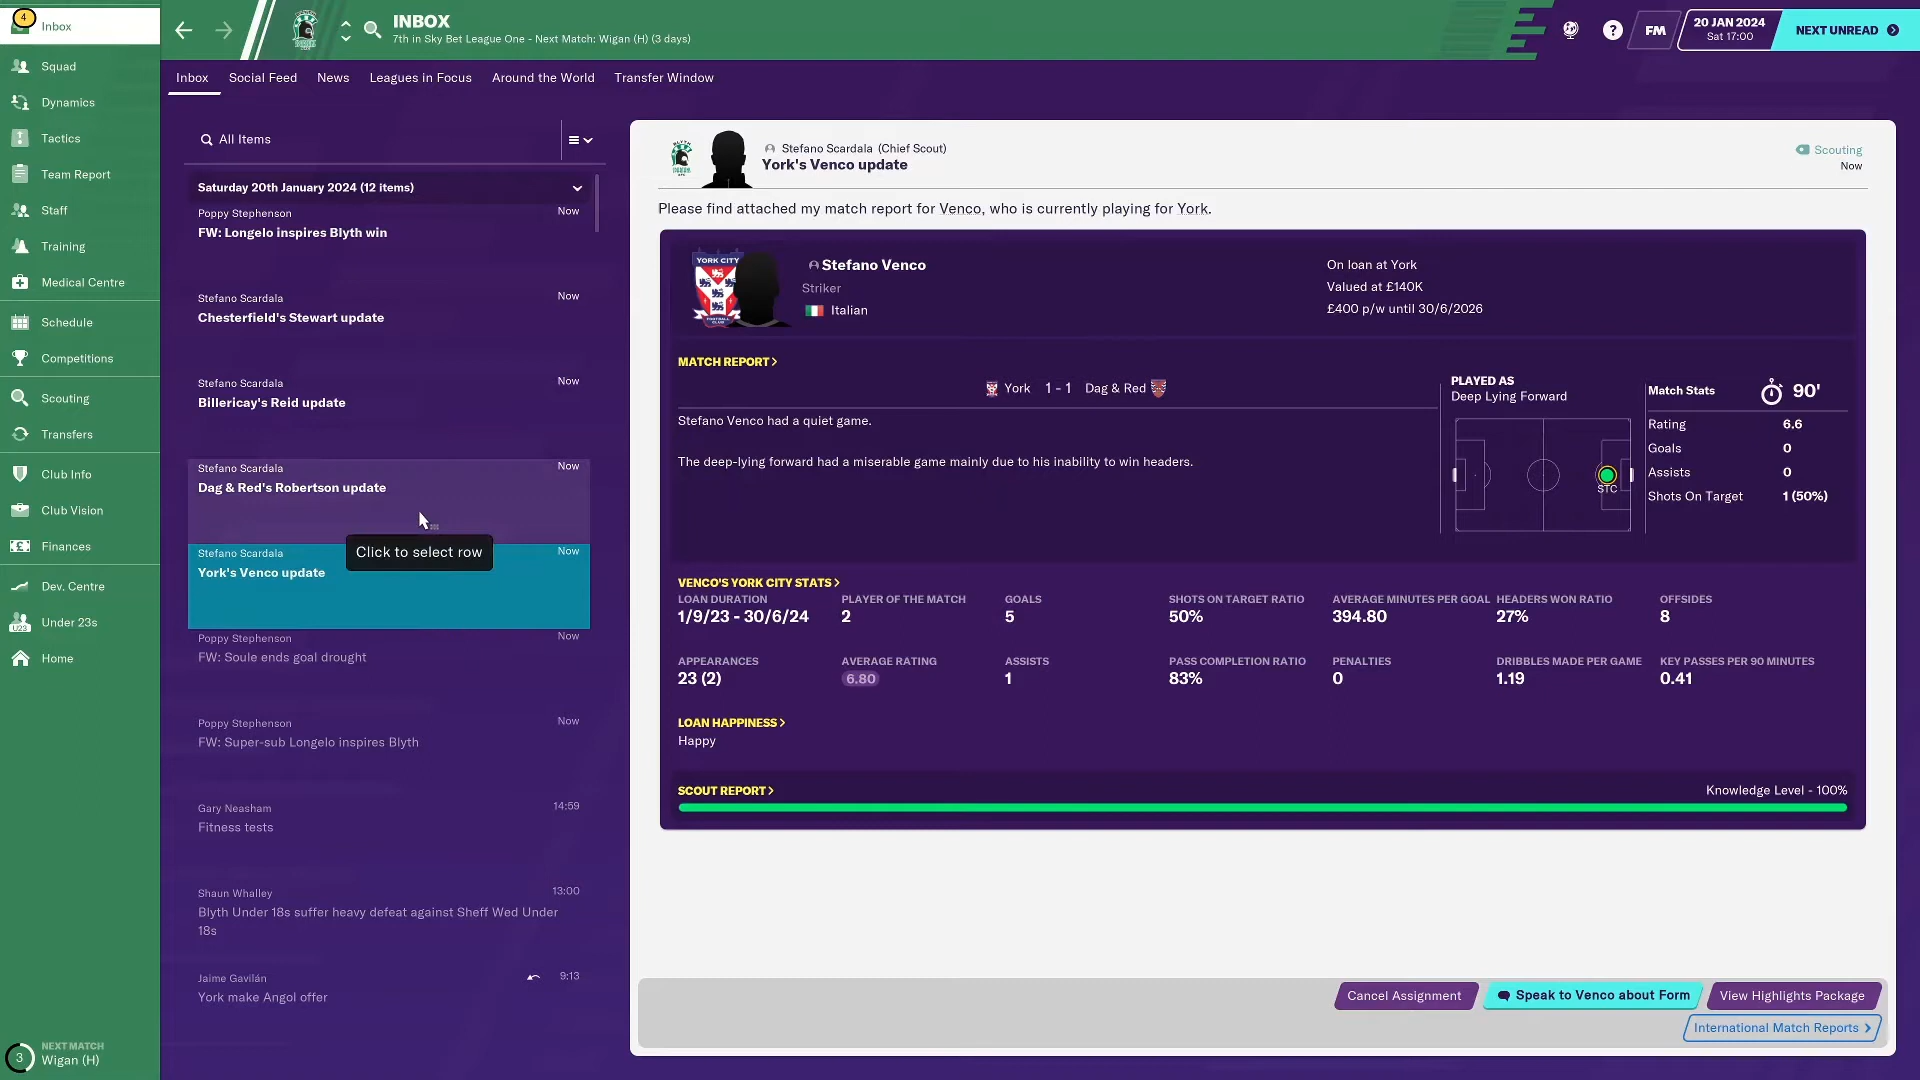 4
Inbox
Squad
Dynamics
Tactics
Team Report
Staff
Training
Medical Centre
Schedule
Competitions
Scouting
Transfers
Club Info
Club Vision
Finances
Dev. Centre
U23
Under 23s
Home
3
NEXT MATCH
Wigan (H)
INBOX
7th in Sky Bet League One - Next Match: Wigan (H) (3 days)
?
FM
20 JAN 2024
Sat 17:00
NEXT UNREAD
Inbox Social Feed News Leagues in Focus Around the World Transfer Window
All Items
Saturday 20th January 2024 (12 items)
Poppy Stephenson Now
FW: Longelo inspires Blyth win
Stefano Scardala Now
Chesterfield's Stewart update
Stefano Scardala Now
Billericay's Reid update
Stefano Scardala Now
Dag & Red's Robertson update
Click to select row
Stefano Scardala Now
York's Venco update
Poppy Stephenson Now
FW: Soule ends goal drought
Poppy Stephenson Now
FW: Super-sub Longelo inspires Blyth
Gary Neasham 14:59
Fitness tests
Shaun Whalley 13:00
Blyth Under 18s suffer heavy defeat against Sheff Wed Under
18s
Jaime Gavilán 9:13
York make Angol offer
Stefano Scardala (Chief Scout)
York's Venco update
Scouting
Now
Please find attached my match report for Venco, who is currently playing for York.
YORK CITY
Stefano Venco
Striker
Italian
On loan at York
Valued at £140K
£400 p/w until 30/6/2026
MATCH REPORT >
York 1 - 1 Dag & Red
Stefano Venco had a quiet game.
The deep-lying forward had a miserable game mainly due to his inability to win headers.
PLAYED AS
Deep Lying Forward
STC
Match Stats 90'
Rating 6.6
Goals 0
Assists 0
Shots On Target 1 (50%)
VENCO'S YORK CITY STATS >
LOAN DURATION PLAYER OF THE MATCH GOALS SHOTS ON TARGET RATIO AVERAGE MINUTES PER GOAL HEADERS WON RATIO OFFSIDES
1/9/23 - 30/6/24 2 5 50% 394.80 27% 8
APPEARANCES AVERAGE RATING ASSISTS PASS COMPLETION RATIO PENALTIES DRIBBLES MADE PER GAME KEY PASSES PER 90 MINUTES
23 (2) 6.80 1 83% 0 1.19 0.41
LOAN HAPPINESS >
Happy
SCOUT REPORT > Knowledge Level - 100%
Cancel Assignment Speak to Venco about Form View Highlights Package
International Match Reports >